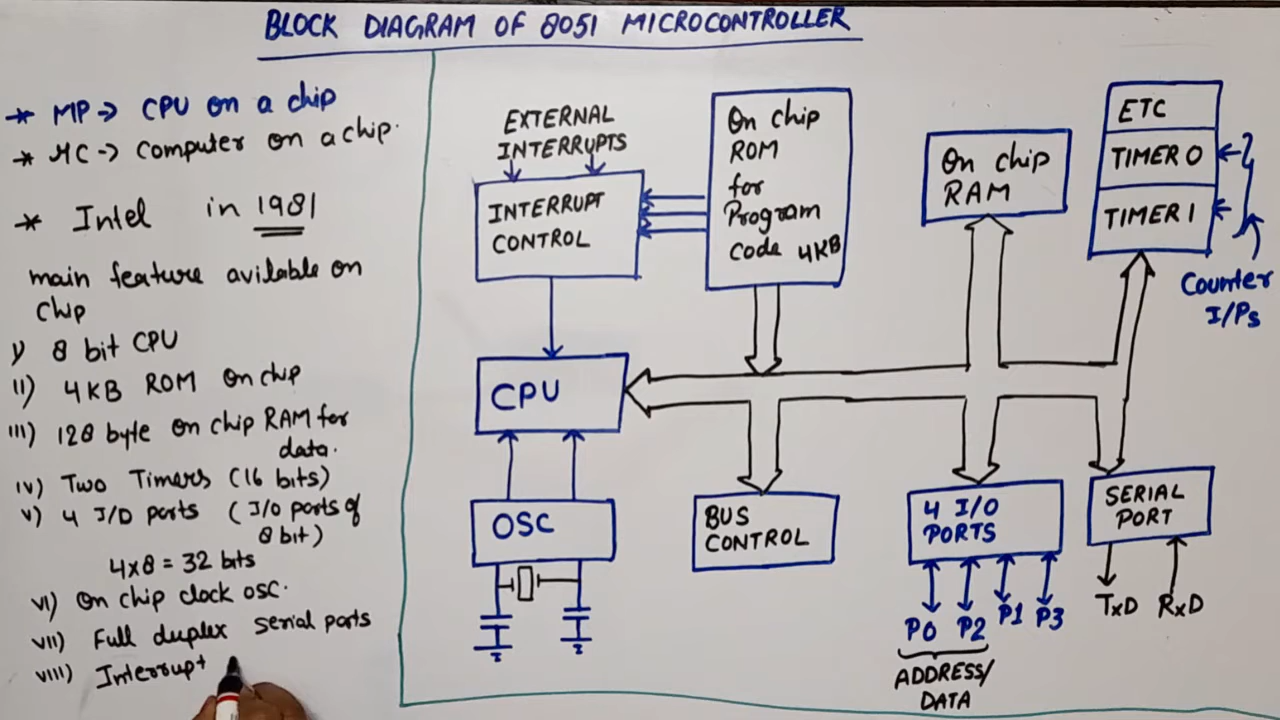 BLOCK DIAGRAM OF 8051 MICROCONTROLLER
* MP-> CPU on a chip
* MC-> Computer on a chip.
* Intel in 1981
main feature avilable on
chip
I) 8 bit CPU
II) 4KB ROM On chip
III) 128 byte on chip RAM for
data.
IV) Two Timers (16 bits)
V) 4 I/O ports (I/O ports of
8 bit)
4x8 = 32 bits
VI) On chip clock osc.
VII) Full duplex serial ports
VIII) Interrupt
EXTERNAL
INTERRUPTS
INTERRUPT
CONTROL
On chip
ROM
for
Program
code 4KB
On chip
RAM
ETC
TIMER 0
TIMER 1
Counter
I/Ps
CPU
OSC
BUS
CONTROL
4 I/O
PORTS
SERIAL
PORT
P0 P2 P1 P3
ADDRESS/
DATA
TxD RxD